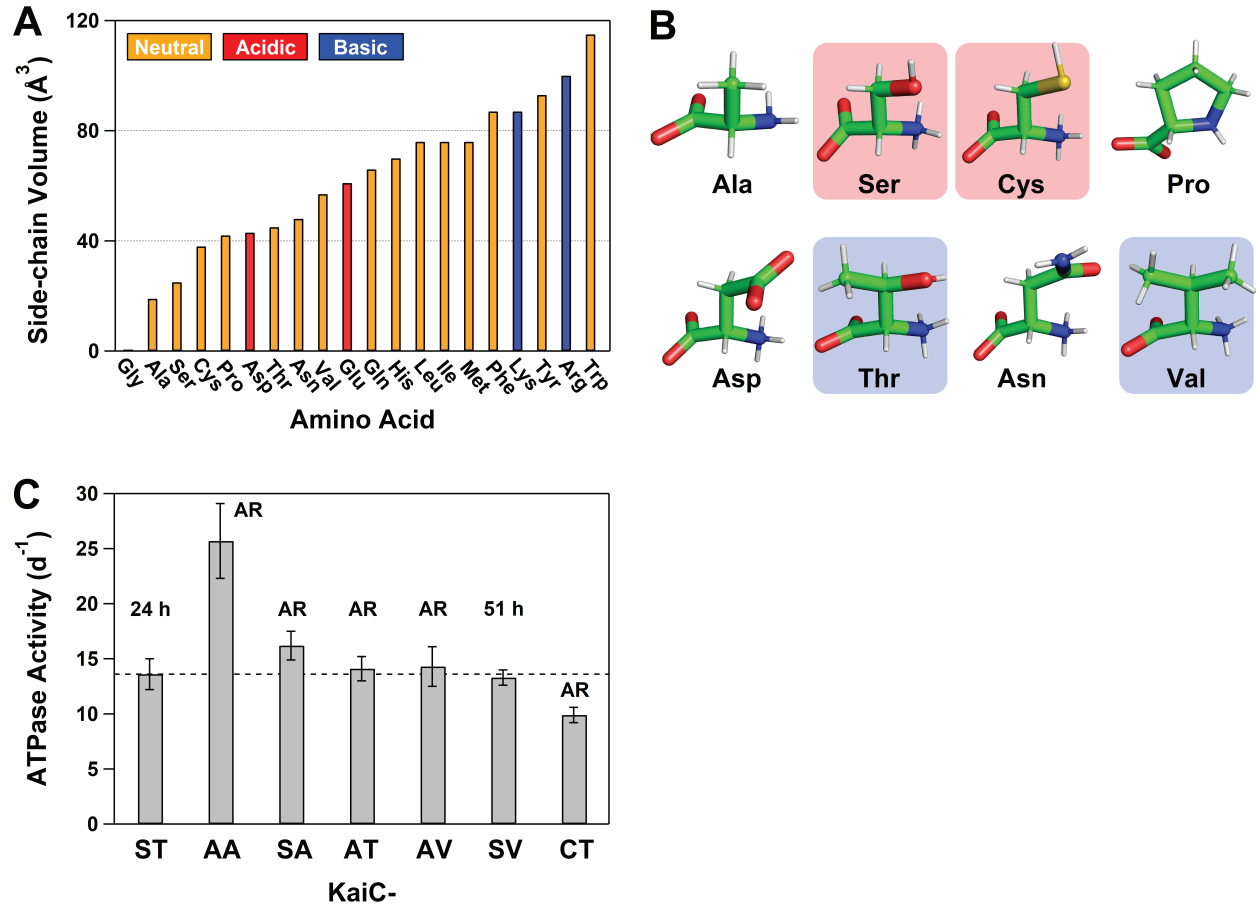 A
Side-chain Volume (Å3)
120
80
40
0
Neutral Acidic Basic
Gly Ala Ser Cys Pro Asp Thr Asn Val Glu Gln His Leu Ile Met Phe Lys Tyr Arg Trp
Amino Acid
B
Ala Ser Cys Pro
Asp Thr Asn Val
C
ATPase Activity (d-1)
30
25
20
15
10
5
0
24 h AR AR AR AR 51 h AR
ST AA SA AT AV SV CT
KaiC-